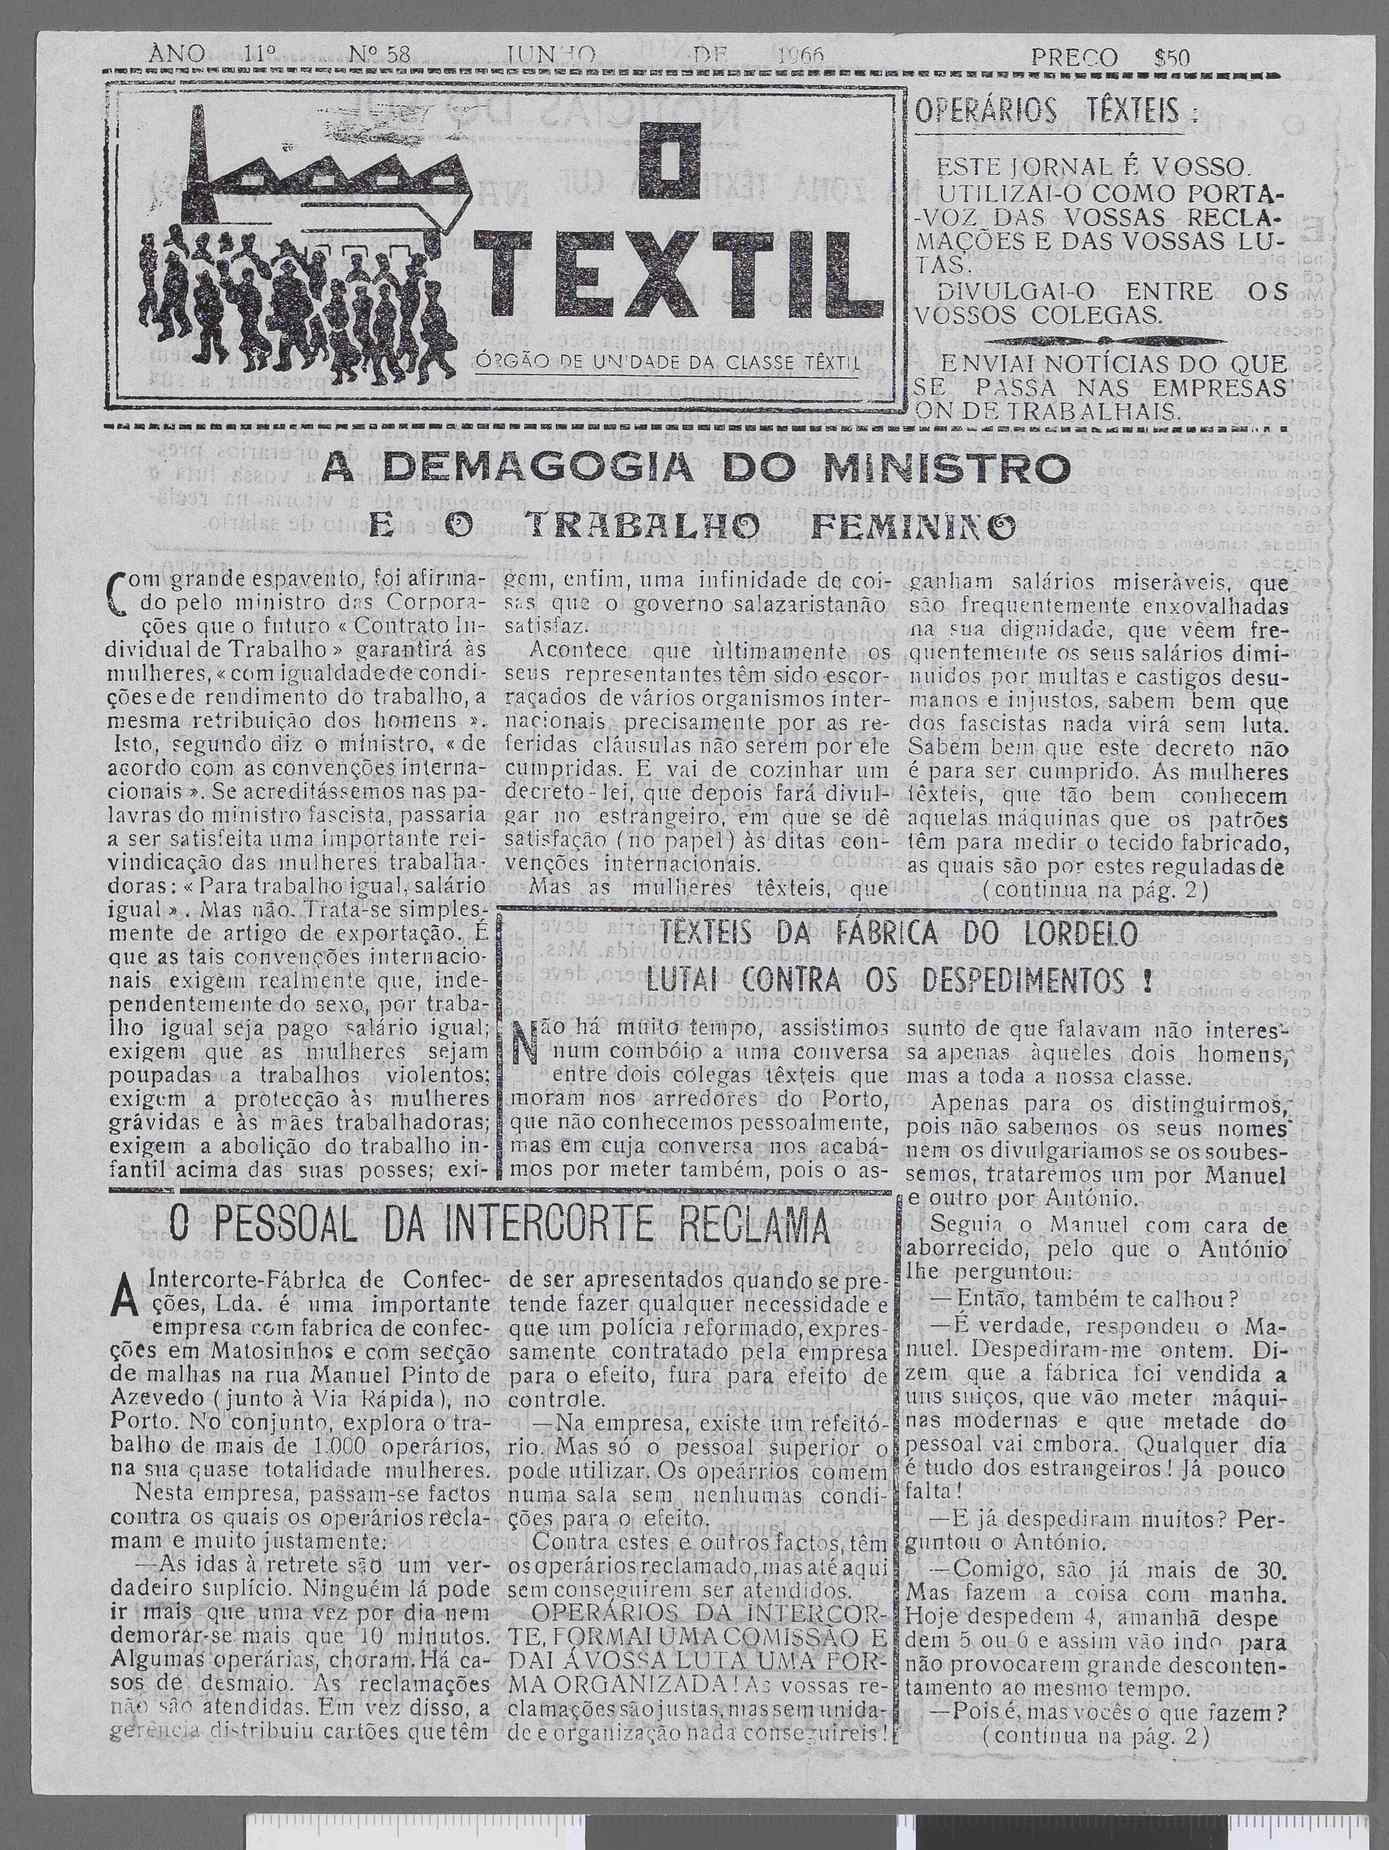 ANO 11º Nº 58 JUNHO DE 1966 PREÇO $50
O
TEXTIL
ÓRGÃO DE UNIDADE DA CLASSE TÊXTIL
OPERÁRIOS TÊXTEIS :
ESTE JORNAL É VOSSO.
UTILIZAI-O COMO PORTA-
-VOZ DAS VOSSAS RECLA-
MAÇÕES E DAS VOSSAS LU-
TAS.
DIVULGAI-O ENTRE OS
VOSSOS COLEGAS.
ENVIAI NOTÍCIAS DO QUE
SE PASSA NAS EMPRESAS
ONDE TRABALHAIS.
A DEMAGOGIA DO MINISTRO
E O TRABALHO FEMININO
Com grande espavento, foi afirma-
do pelo ministro das Corpora-
ções que o futuro « Contrato In-
dividual de Trabalho » garantirá às
mulheres, « com igualdade de condi-
ções e de rendimento do trabalho, a
mesma retribuição dos homens ».
Isto, segundo diz o ministro, « de
acordo com as convenções interna-
cionais ». Se acreditássemos nas pa-
lavras do ministro fascista, passaria
a ser satisfeita uma importante rei-
vindicação das mulheres trabalha-
doras: « Para trabalho igual, salário
igual ». Mas não. Trata-se simples-
mente de artigo de exportação. É
que as tais convenções internacio-
nais exigem realmente que, inde-
pendentemente do sexo, por traba-
lho igual seja pago salário igual;
exigem que as mulheres sejam
poupadas a trabalhos violentos;
exigem a protecção às mulheres
grávidas e às mães trabalhadoras;
exigem a abolição do trabalho in-
fantil acima das suas posses; exi-
gem, enfim, uma infinidade de coi-
sas que o governo salazarista não
satisfaz.
Acontece que ùltimamente os
seus representantes têm sido escor-
raçados de vários organismos inter-
nacionais, precisamente por as re-
feridas cláusulas não serem por ele
cumpridas. E vai de cozinhar um
decreto-lei, que depois fará divul-
gar no estrangeiro, em que se dê
satisfação (no papel) às ditas con-
venções internacionais.
Mas as mulheres têxteis, que
ganham salários miseràveis, que
são frequentemente enxovalhadas
na sua dignidade, que vêem fre-
quentemente os seus salários dimi-
nuidos por multas e castigos desu-
manos e injustos, sabem bem que
dos fascistas nada virá sem luta.
Sabem bem que este decreto não
é para ser cumprido. As mulheres
têxteis, que tão bem conhecem
aquelas máquinas que os patrões
têm para medir o tecido fabricado,
as quais são por estes reguladas de
(continua na pág. 2)
TÊXTEIS DA FÁBRICA DO LORDELO
LUTAI CONTRA OS DESPEDIMENTOS !
Não há muito tempo, assistimos
num combóio a uma conversa
entre dois colegas têxteis que
moram nos arredores do Porto,
que não conhecemos pessoalmente,
mas em cuja conversa nos acabá-
mos por meter também, pois o as-
sunto de que falavam não interes-
sa apenas àqueles dois homens,
mas a toda a nossa classe.
Apenas para os distinguirmos,
pois não sabemos os seus nomes
nem os divulgaríamos se os soubes-
semos, trataremos um por Manuel
e outro por António.
Seguia o Manuel com cara de
aborrecido, pelo que o António
lhe perguntou:
—Então, também te calhou?
—É verdade, respondeu o Ma-
nuel. Despediram-me ontem. Di-
zem que a fábrica foi vendida a
uns suiços, que vão meter máqui-
nas modernas e que metade do
pessoal vai embora. Qualquer dia
é tudo dos estrangeiros! Já pouco
falta!
—E já despediram muitos? Per-
guntou o António.
—Comigo, são já mais de 30.
Mas fazem a coisa com manha.
Hoje despedem 4, amanhã despe
dem 5 ou 6 e assim vão indo para
não provocarem grande desconten-
tamento ao mesmo tempo.
—Pois é, mas vocês o que fazem?
(continua na pág. 2)
O PESSOAL DA INTERCORTE RECLAMA
A Intercorte-Fábrica de Confec-
ções, Lda. é uma importante
empresa com fabrica de confec-
ções em Matosinhos e com secção
de malhas na rua Manuel Pinto de
Azevedo (junto à Via Rápida), no
Porto. No conjunto, explora o tra-
balho de mais de 1.000 operários,
na sua quase totalidade mulheres.
Nesta empresa, passam-se factos
contra os quais os operários recla-
mam e muito justamente:
—As idas à retrete são um ver-
dadeiro suplício. Ninguém lá pode
ir mais que uma vez por dia nem
demorar-se mais que 10 minutos.
Algumas operárias, choram. Há ca-
sos de desmaio. As reclamações
não são atendidas. Em vez disso, a
gerência distribuiu cartões que têm
de ser apresentados quando se pre-
tende fazer qualquer necessidade e
que um polícia reformado, expres-
samente contratado pela empresa
para o efeito, fura para efeito de
controle.
—Na empresa, existe um refeitó-
rio. Mas só o pessoal superior o
pode utilizar. Os opeárrios comem
numa sala sem nenhumas condi-
ções para o efeito.
Contra estes e outros factos, têm
os operários reclamado, mas até aqui
sem conseguirem ser atendidos.
OPERÁRIOS DA INTERCOR-
TE, FORMAI UMA COMISSÃO E
DAI Á VOSSA LUTA UMA FOR-
MA ORGANIZADA! As vossas re-
clamações são justas, mas sem unida-
de e organização nada conseguireis!